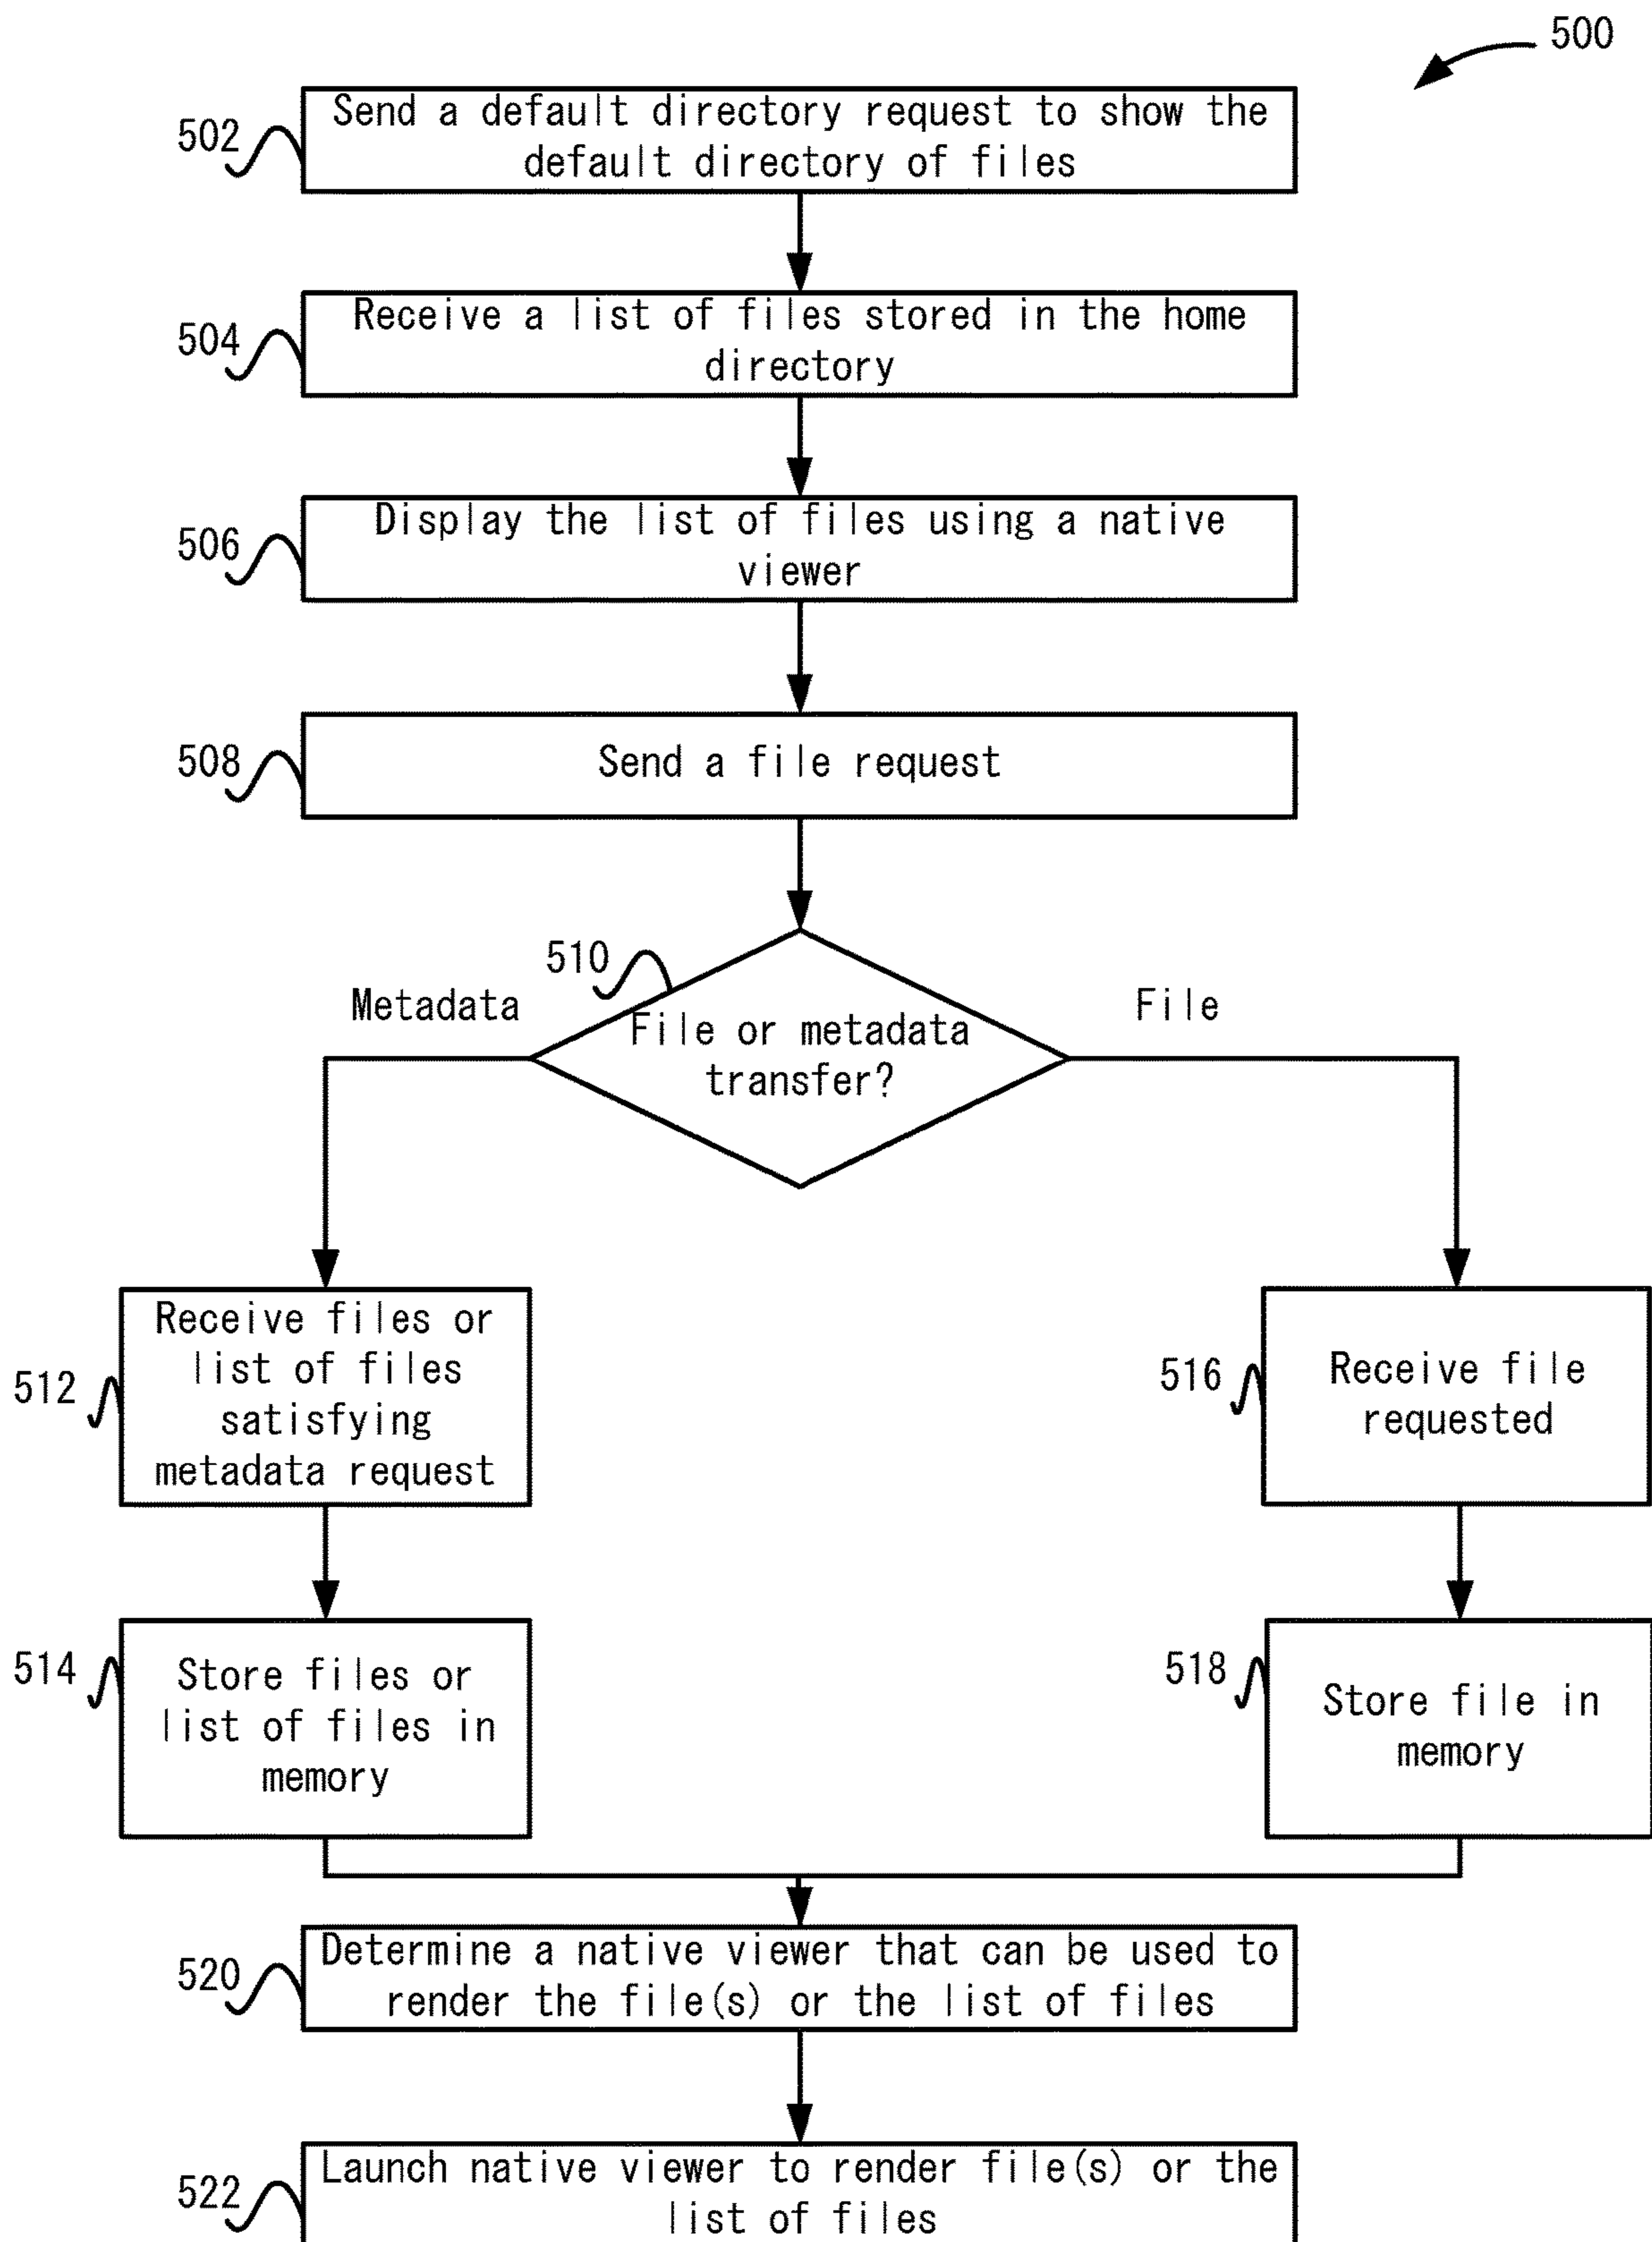 500
502
Send a default directory request to show the
default directory of files
504
Receive a list of files stored in the home
directory
506
Display the list of files using a native
viewer
508
Send a file request
510
Metadata
File
File or metadata
transfer?
512
Receive files or
list of files
satisfying
metadata request
516
Receive file
requested
514
Store files or
list of files in
memory
518
Store file in
memory
520
Determine a native viewer that can be used to
render the file(s) or the list of files
522
Launch native viewer to render file(s) or the
list of files